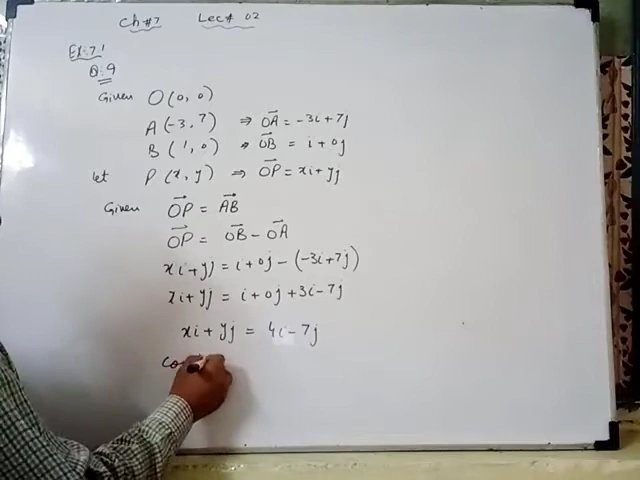 Ch#7 Lec# 02
Ex:7.1
Q:9
Given O(0,0)
A(-3,7) ⇒ OA⃗ = -3i+7j
B(1,0) ⇒ OB⃗ = i+0j
let P(x,y) ⇒ OP⃗ = xi+yj
Given OP⃗ = AB⃗
OP⃗ = OB⃗ - OA⃗
xi+yj = i+0j-(-3i+7j)
xi+yj = i+0j+3i-7j
xi+yj = 4i-7j